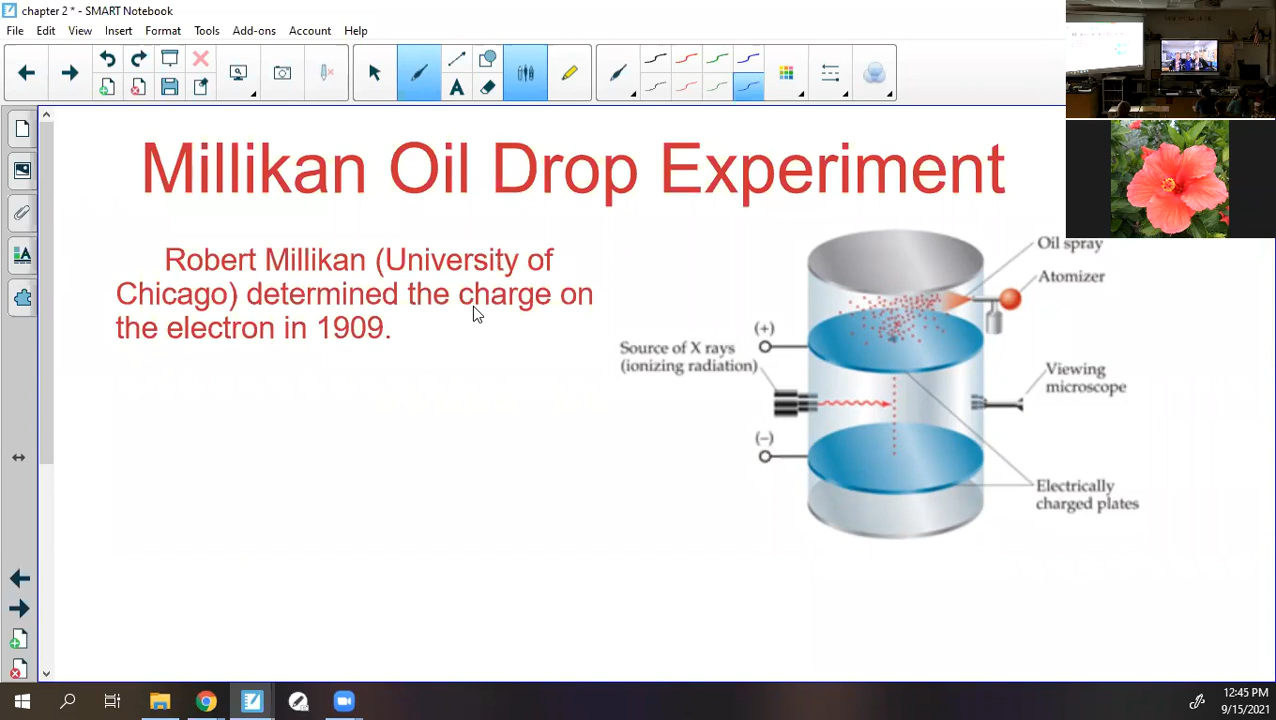 chapter 2 * - SMART Notebook
File Edit View Insert Format Tools Add-ons Account Help
Millikan Oil Drop Experiment
Robert Millikan (University of
Chicago) determined the charge on
the electron in 1909.
Oil spray
Atomizer
(+)
Source of X rays
(ionizing radiation)
Viewing
microscope
(−)
Electrically
charged plates
12:45 PM
9/15/2021